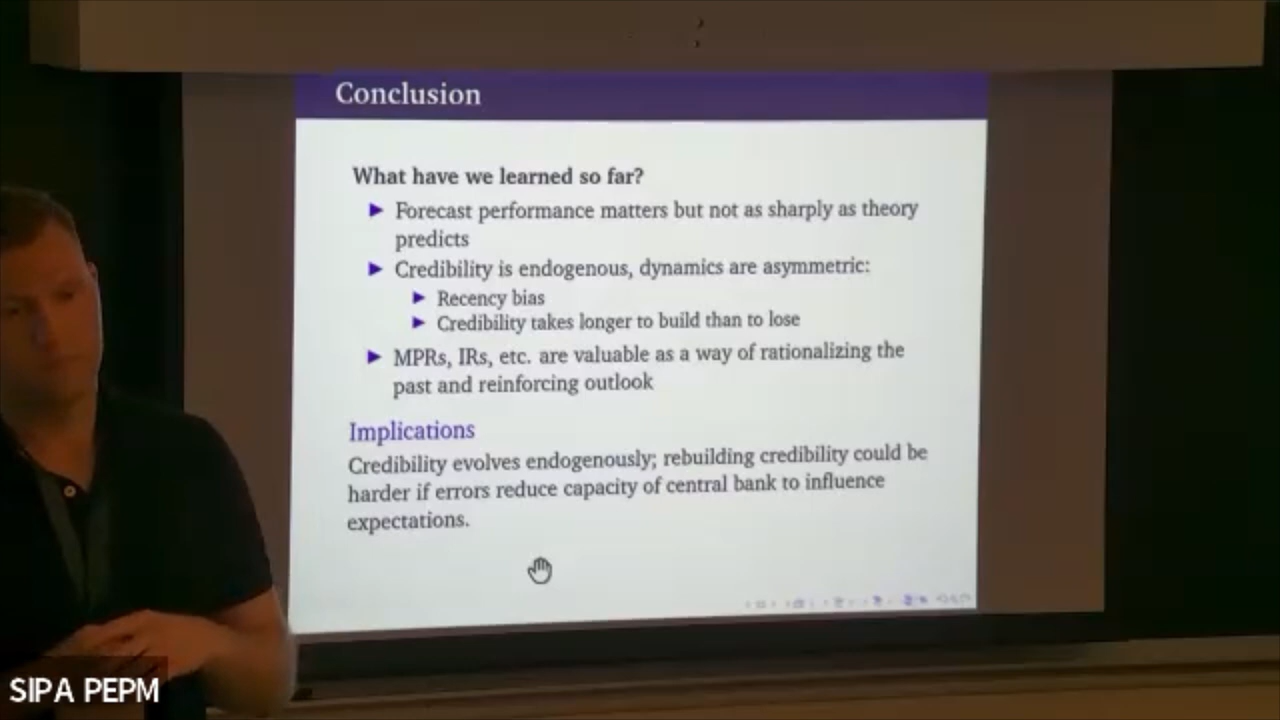 Conclusion
What have we learned so far?
► Forecast performance matters but not as sharply as theory
predicts
► Credibility is endogenous, dynamics are asymmetric:
► Recency bias
► Credibility takes longer to build than to lose
► MPRs, IRs, etc. are valuable as a way of rationalizing the
past and reinforcing outlook
Implications
Credibility evolves endogenously; rebuilding credibility could be
harder if errors reduce capacity of central bank to influence
expectations.
SIPA PEPM